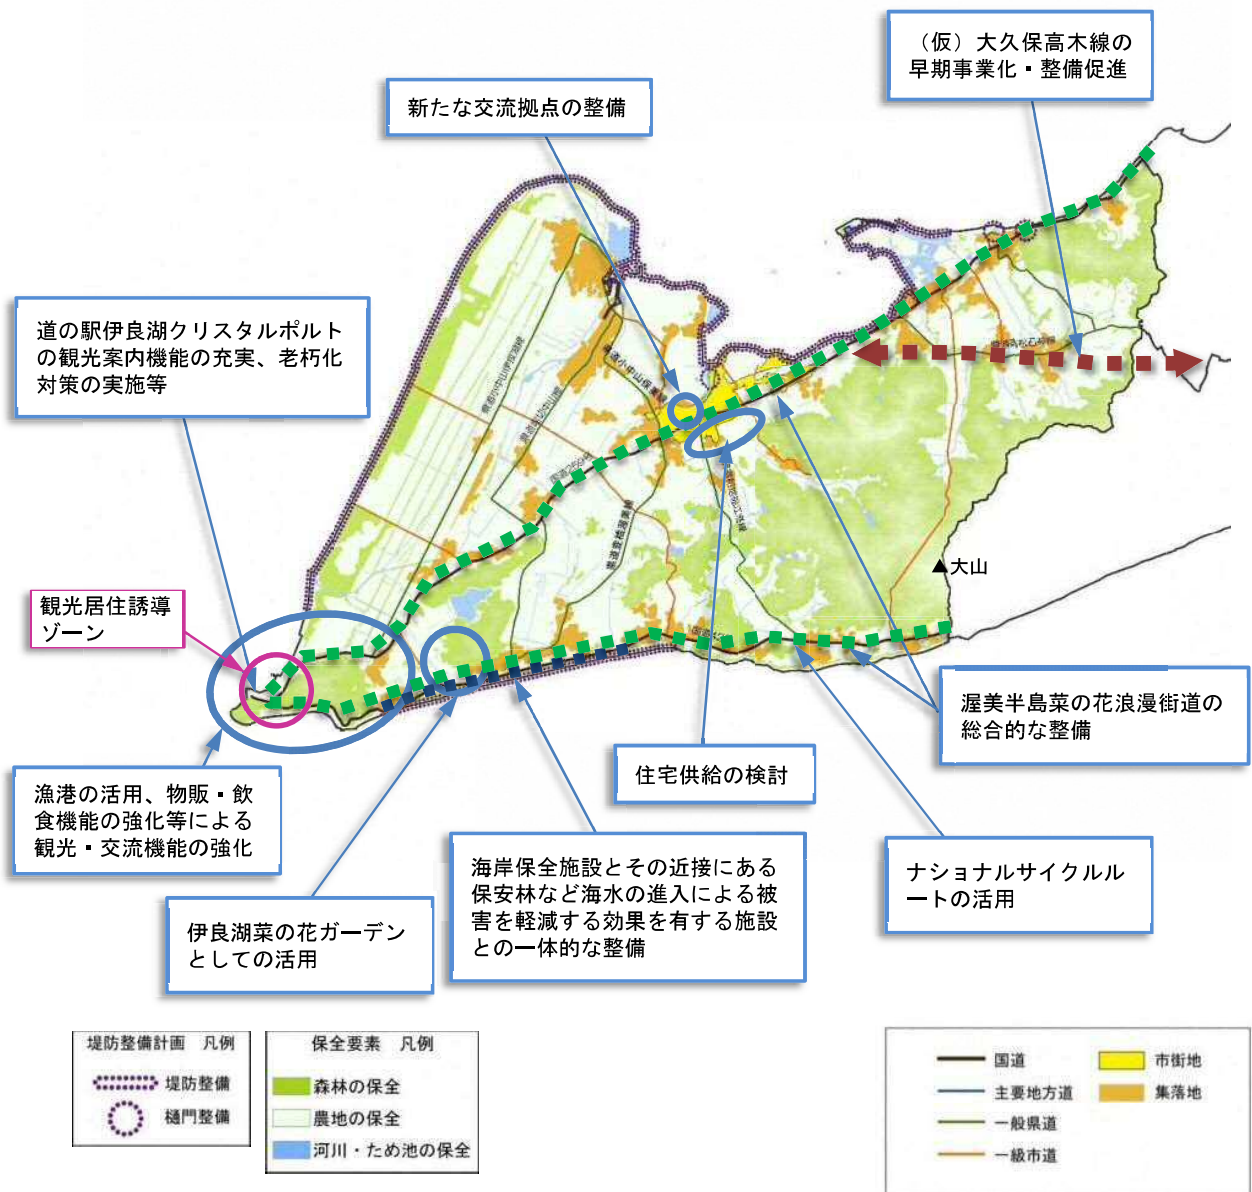 （仮）大久保高木線の
早期事業化・整備促進
新たな交流拠点の整備
道の駅伊良湖クリスタルポルト
の観光案内機能の充実、老朽化
対策の実施等
観光居住誘導
ゾーン
▲大山
国道259号
渥美半島菜の花浪漫街道の
総合的な整備
住宅供給の検討
漁港の活用、物販・飲
食機能の強化等による
観光・交流機能の強化
海岸保全施設とその近接にある
保安林など海水の進入による被
害を軽減する効果を有する施設
との一体的な整備
ナショナルサイクルル
ートの活用
伊良湖菜の花ガーデン
としての活用
堤防整備計画　凡例
堤防整備
樋門整備
保全要素　凡例
森林の保全
農地の保全
河川・ため池の保全
国道
主要地方道
一般県道
一級市道
市街地
集落地